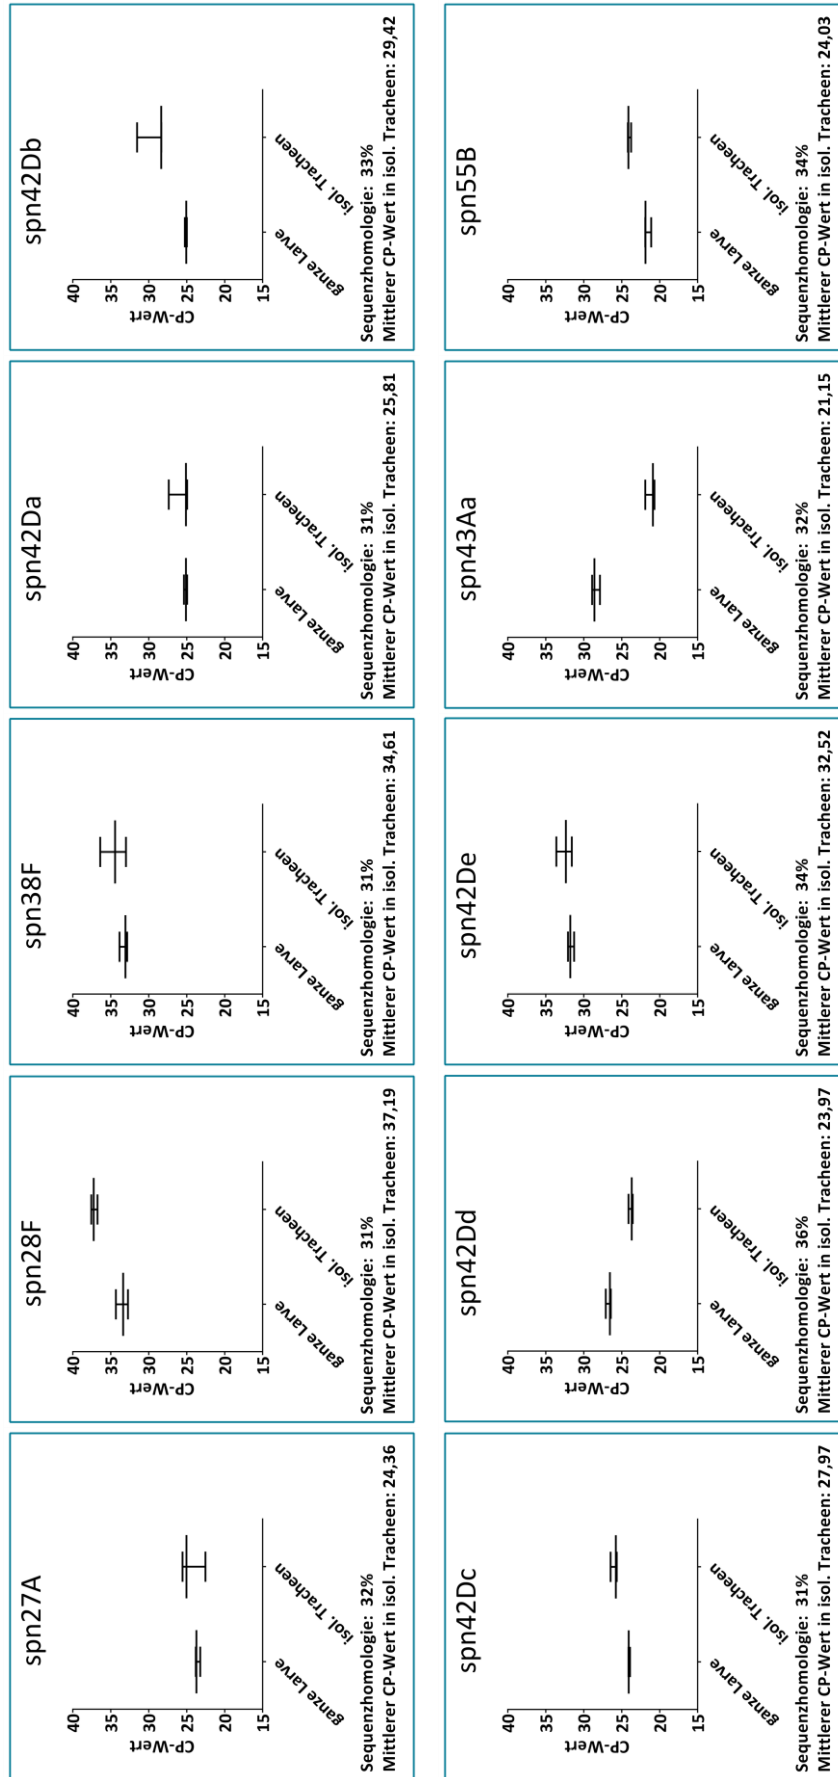 spn27A
CP-Wert
40
35
30
25
20
15
ganze Larve
isol. Tracheen
Sequenzhomologie: 32%
Mittlerer CP-Wert in isol. Tracheen: 24,36
spn28F
CP-Wert
40
35
30
25
20
15
ganze Larve
isol. Tracheen
Sequenzhomologie: 31%
Mittlerer CP-Wert in isol. Tracheen: 37,19
spn38F
CP-Wert
40
35
30
25
20
15
ganze Larve
isol. Tracheen
Sequenzhomologie: 31%
Mittlerer CP-Wert in isol. Tracheen: 34,61
spn42Da
CP-Wert
40
35
30
25
20
15
ganze Larve
isol. Tracheen
Sequenzhomologie: 31%
Mittlerer CP-Wert in isol. Tracheen: 25,81
spn42Db
CP-Wert
40
35
30
25
20
15
ganze Larve
isol. Tracheen
Sequenzhomologie: 33%
Mittlerer CP-Wert in isol. Tracheen: 29,42
spn42Dc
CP-Wert
40
35
30
25
20
15
ganze Larve
isol. Tracheen
Sequenzhomologie: 31%
Mittlerer CP-Wert in isol. Tracheen: 27,97
spn42Dd
CP-Wert
40
35
30
25
20
15
ganze Larve
isol. Tracheen
Sequenzhomologie: 36%
Mittlerer CP-Wert in isol. Tracheen: 23,97
spn42De
CP-Wert
40
35
30
25
20
15
ganze Larve
isol. Tracheen
Sequenzhomologie: 34%
Mittlerer CP-Wert in isol. Tracheen: 32,52
spn43Aa
CP-Wert
40
35
30
25
20
15
ganze Larve
isol. Tracheen
Sequenzhomologie: 32%
Mittlerer CP-Wert in isol. Tracheen: 21,15
spn55B
CP-Wert
40
35
30
25
20
15
ganze Larve
isol. Tracheen
Sequenzhomologie: 34%
Mittlerer CP-Wert in isol. Tracheen: 24,03